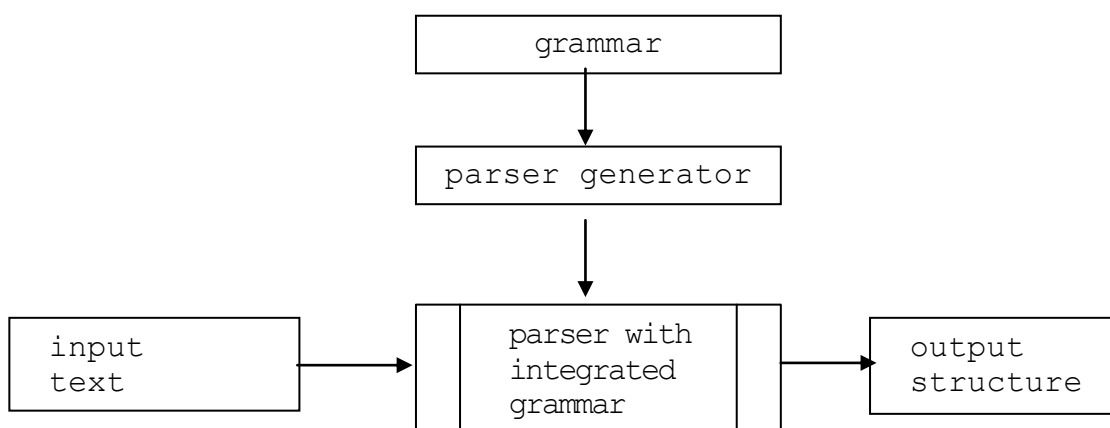 grammar
parser generator
input
text
parser with
integrated
grammar
output
structure